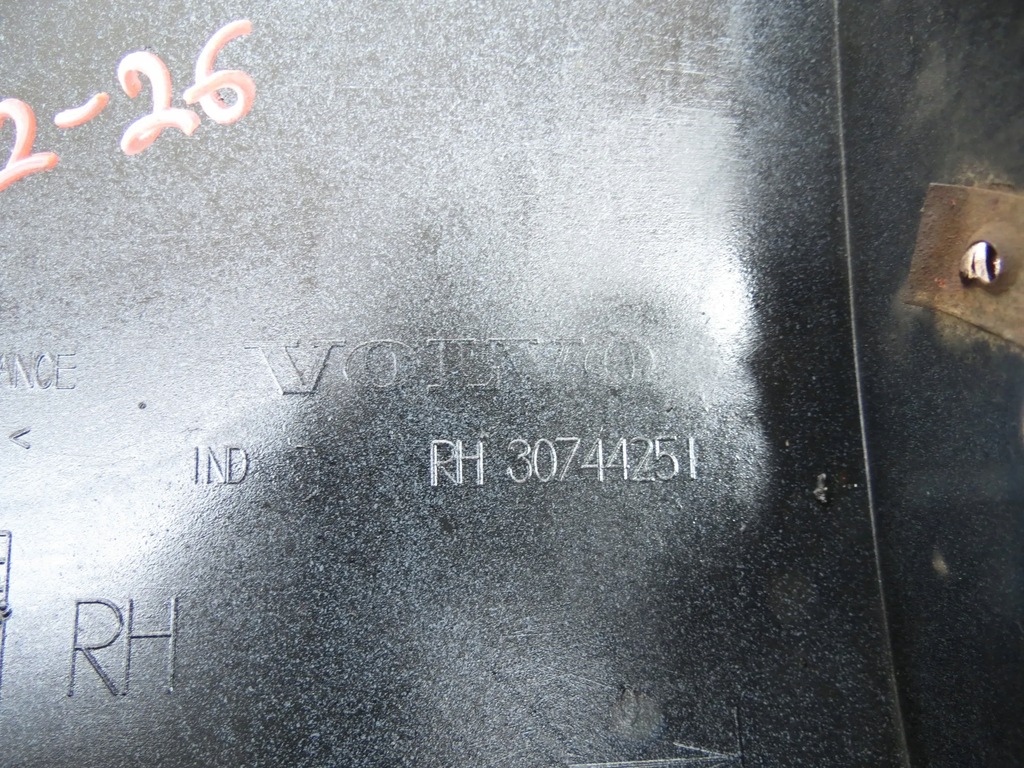 2-26
ANCE VOLVO
<
IND RH 30744251
RH